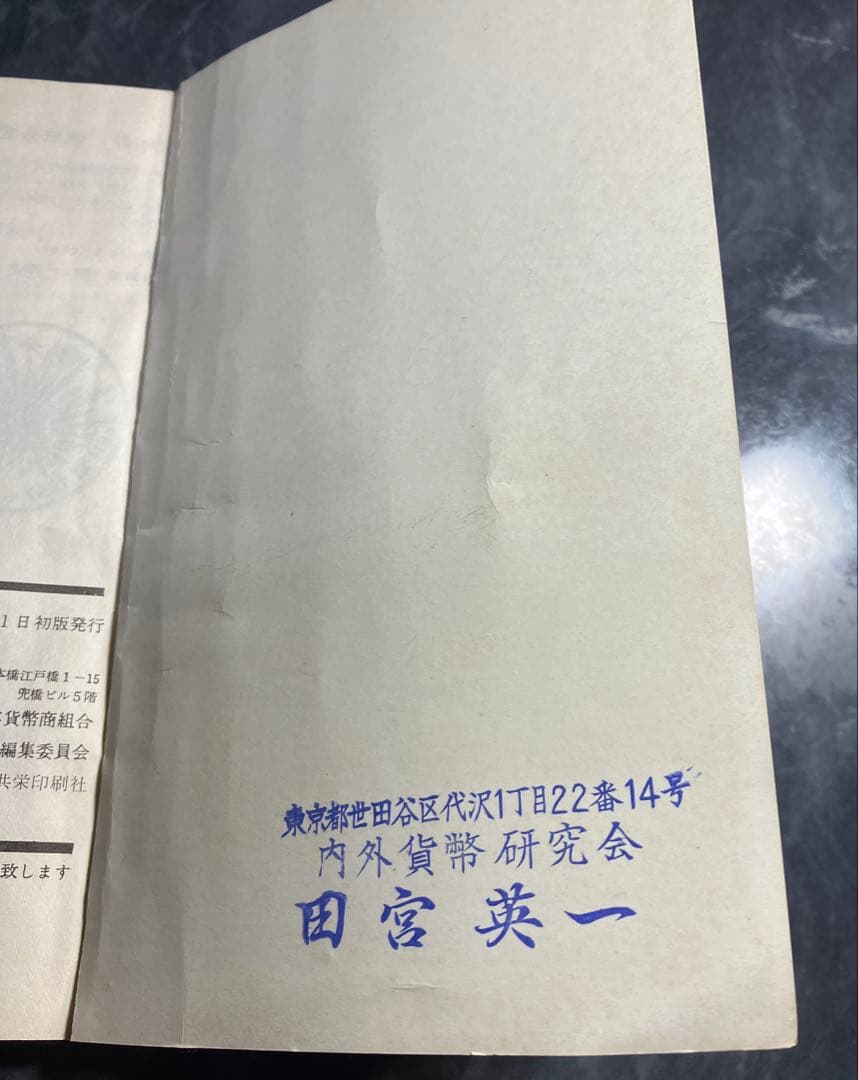 1日初版発行
本橋江戸橋1-15
兜橋ビル5階
貨幣商組合
編集委員会
共栄印刷社
致します
東京都世田谷区代沢1丁目22番14号
内外貨幣研究会
田宮英一